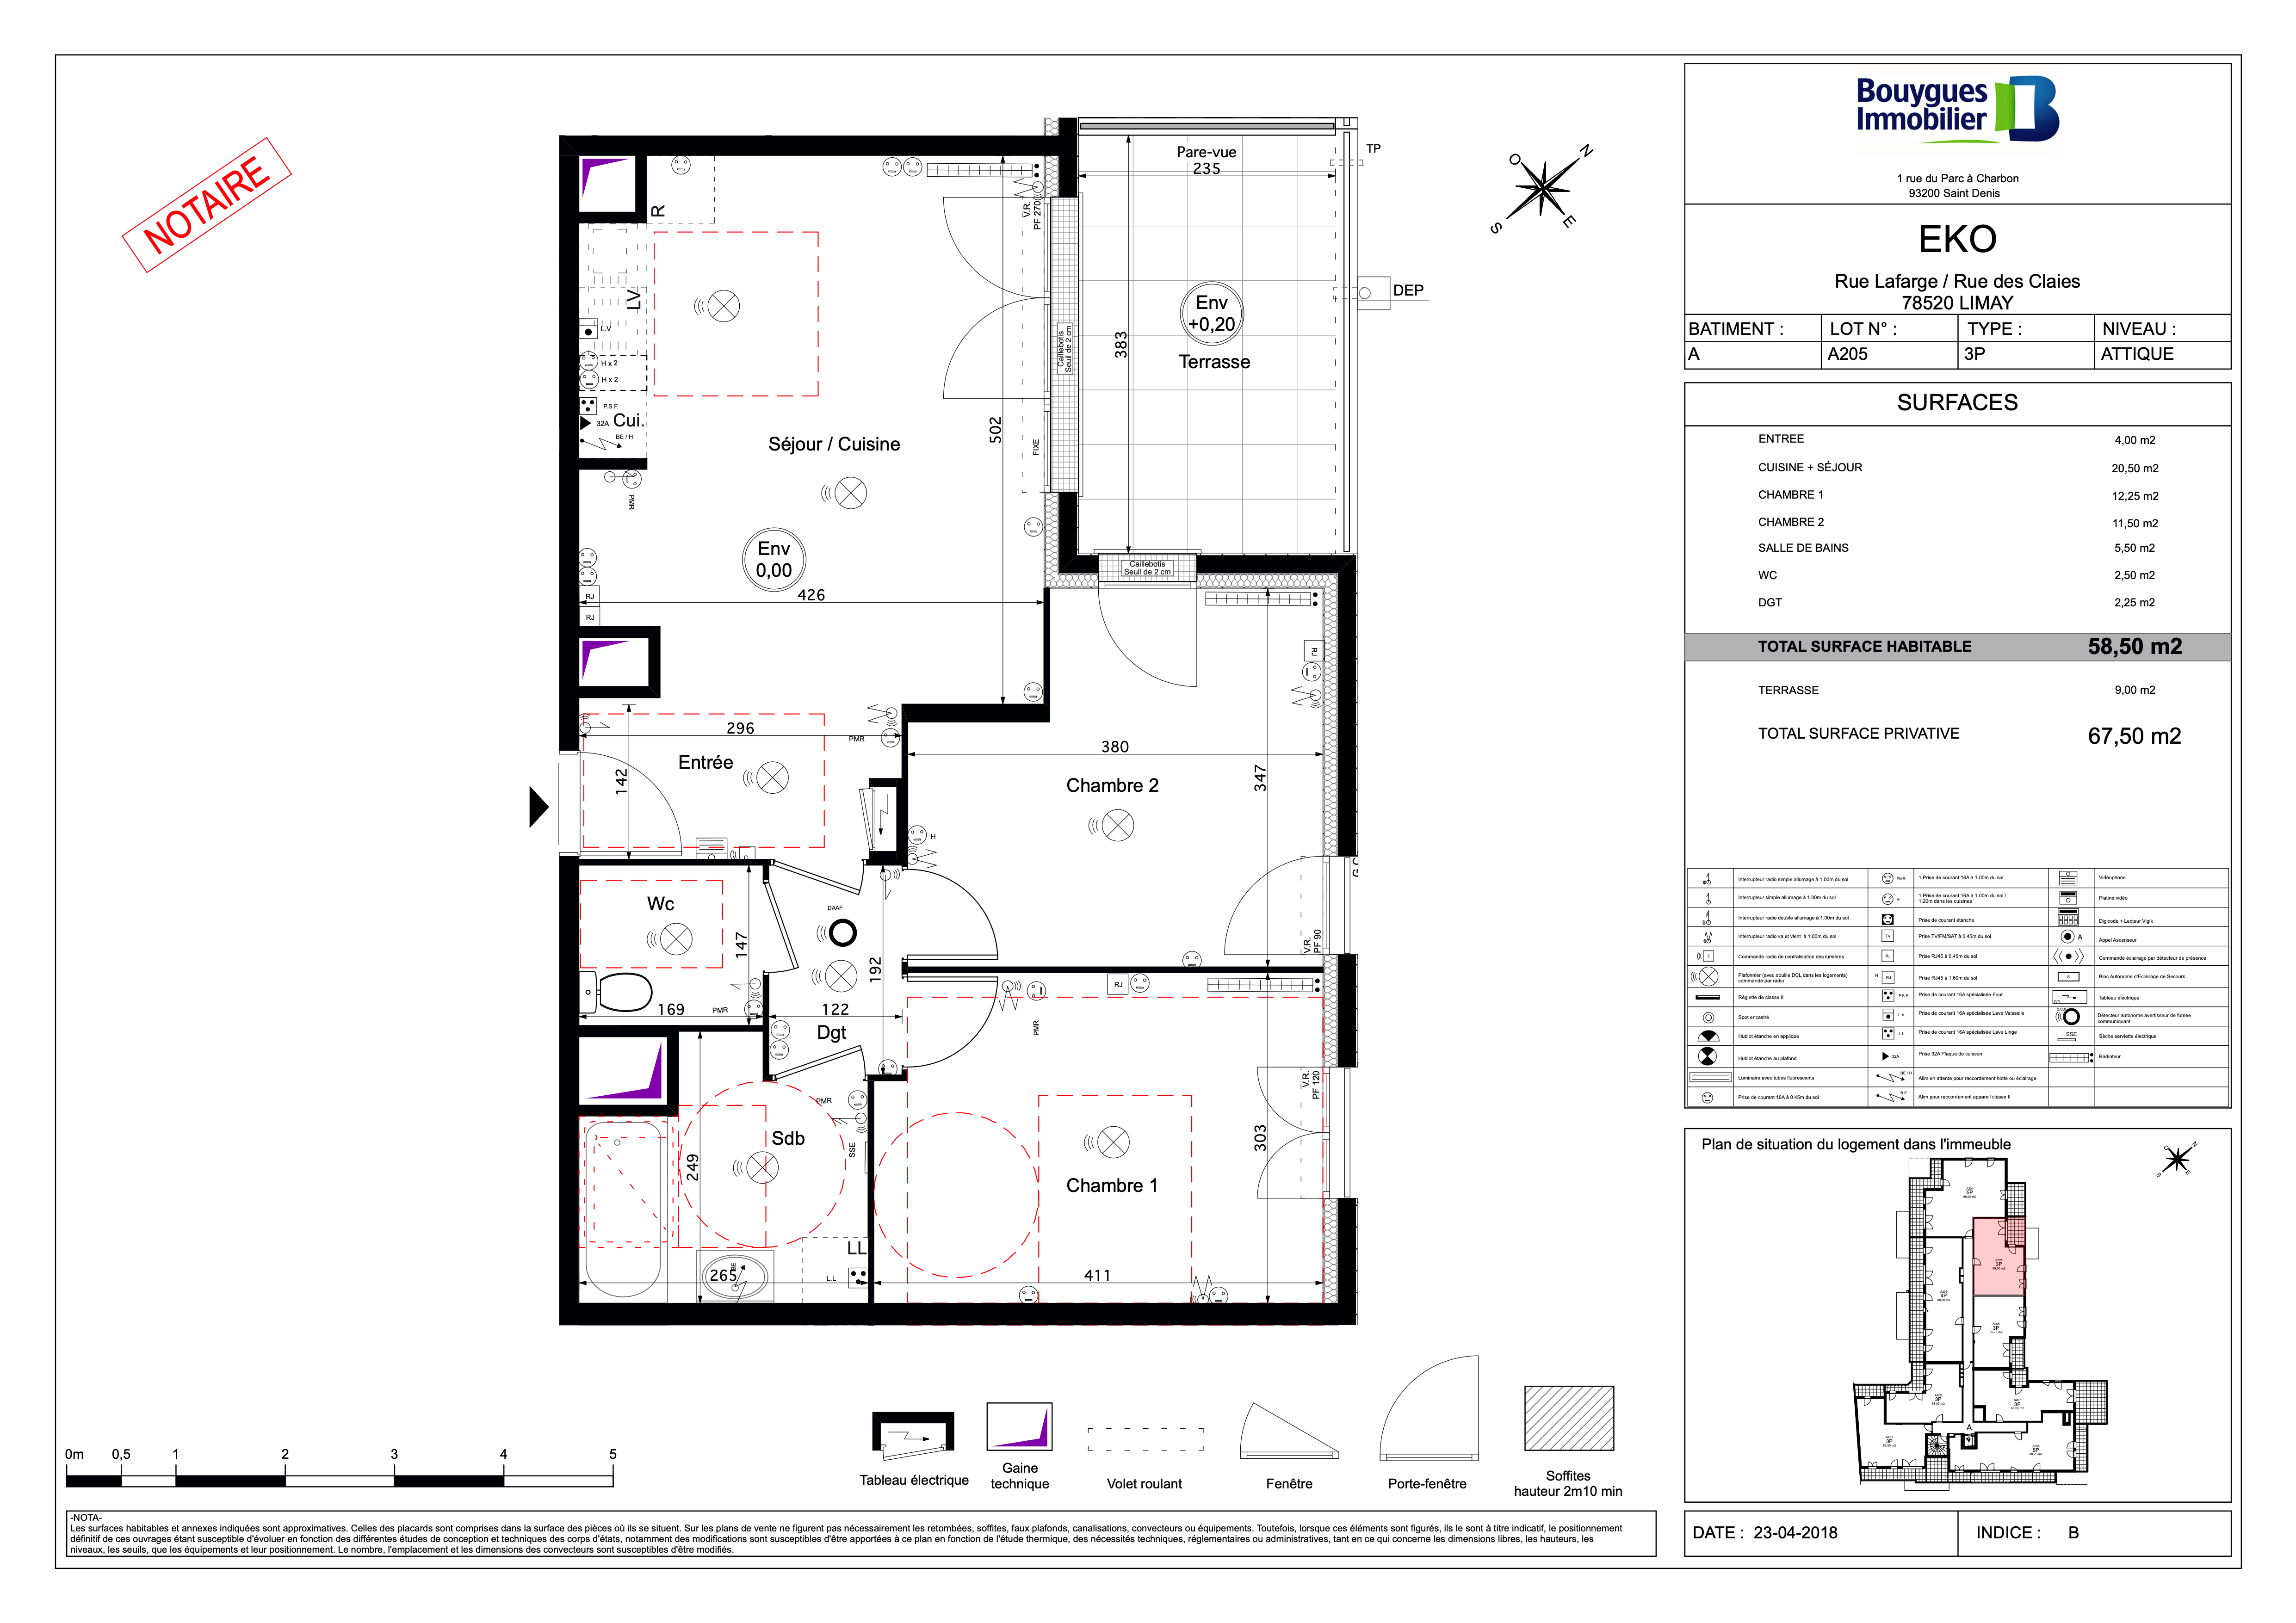 NOTAIRE
Bouygues
Immobilier
1 rue du Parc à Charbon
93200 Saint Denis
EKO
Rue Lafarge / Rue des Claies
78520 LIMAY
BATIMENT : LOT N° : TYPE : NIVEAU :
A A205 3P ATTIQUE
SURFACES
ENTREE 4,00 m2
CUISINE + SÉJOUR 20,50 m2
CHAMBRE 1 12,25 m2
CHAMBRE 2 11,50 m2
SALLE DE BAINS 5,50 m2
WC 2,50 m2
DGT 2,25 m2
TOTAL SURFACE HABITABLE 58,50 m2
TERRASSE 9,00 m2
TOTAL SURFACE PRIVATIVE 67,50 m2
Pare-vue
235
TP
N
O
E
S
R
V.R.
PF 270
LV
L.V
H x 2
H x 2
P.S.F.
32A
Cui.
BE / H
PMR
Séjour / Cuisine
502
FIXE
Caillebotis
Seuil de 2 cm
383
Env
+0,20
Terrasse
DEP
Env
0,00
426
RJ
RJ
Caillebotis
Seuil de 2 cm
RJ
296
PMR
Entrée
142
380
Chambre 2
347
H
V.R.
PF 90
Wc
DAAF
147
192
169
PMR
122
Dgt
RJ
PMR
V.R.
PF 120
PMR
Sdb
SSE
249
Chambre 1
303
LL
L.L
BE
265
411
Interrupteur radio simple allumage à 1.00m du sol
PMR
1 Prise de courant 16A à 1.00m du sol
Vidéophone
Interrupteur simple allumage à 1.00m du sol
H
1 Prise de courant 16A à 1.00m du sol /
1.20m dans les cuisines
Platine vidéo
Interrupteur radio double allumage à 1.00m du sol
Prise de courant étanche
Digicode + Lecteur Vigik
Interrupteur radio va et vient à 1.00m du sol
TV
Prise TV/FM/SAT à 0.45m du sol
A
Appel Ascenseur
C
Commande radio de centralisation des lumières
RJ
Prise RJ45 à 0.45m du sol
Commande éclairage par détecteur de présence
Plafonnier (avec douille DCL dans les logements)
commandé par radio
H RJ
Prise RJ45 à 1.60m du sol
Bloc Autonome d'Eclairage de Secours
Réglette de classe II
P.S.F
Prise de courant 16A spécialisée Four
Tableau électrique
Spot encastré
L.V
Prise de courant 16A spécialisée Lave Vaisselle
DAAF
Détecteur autonome avertisseur de fumée
communiquant
Hublot étanche en applique
L.L
Prise de courant 16A spécialisée Lave Linge
SSE
Sèche serviette électrique
Hublot étanche au plafond
32A
Prise 32A Plaque de cuisson
Radiateur
Luminaire avec tubes fluorescents
BE / H
Alim en attente pour raccordement hotte ou éclairage
Prise de courant 16A à 0.45m du sol
Alim pour raccordement appareil classe II
Plan de situation du logement dans l'immeuble
N
O
E
S
5P
3P
4P
3P
3P
3P
3P
5P
A
0m 0,5 1 2 3 4 5
Tableau électrique
Gaine
technique
Volet roulant
Fenêtre
Porte-fenêtre
Soffites
hauteur 2m10 min
-NOTA-
Les surfaces habitables et annexes indiquées sont approximatives. Celles des placards sont comprises dans la surface des pièces où ils se situent. Sur les plans de vente ne figurent pas nécessairement les retombées, soffites, faux plafonds, canalisations, convecteurs ou équipements. Toutefois, lorsque ces éléments sont figurés, ils le sont à titre indicatif, le positionnement
définitif de ces ouvrages étant susceptible d'évoluer en fonction des différentes études de conception et techniques des corps d'états, notamment des modifications sont susceptibles d'être apportées à ce plan en fonction de l'étude thermique, des nécessités techniques, réglementaires ou administratives, tant en ce qui concerne les dimensions libres, les hauteurs, les
niveaux, les seuils, que les équipements et leur positionnement. Le nombre, l'emplacement et les dimensions des convecteurs sont susceptibles d'être modifiés.
DATE : 23-04-2018 INDICE : B